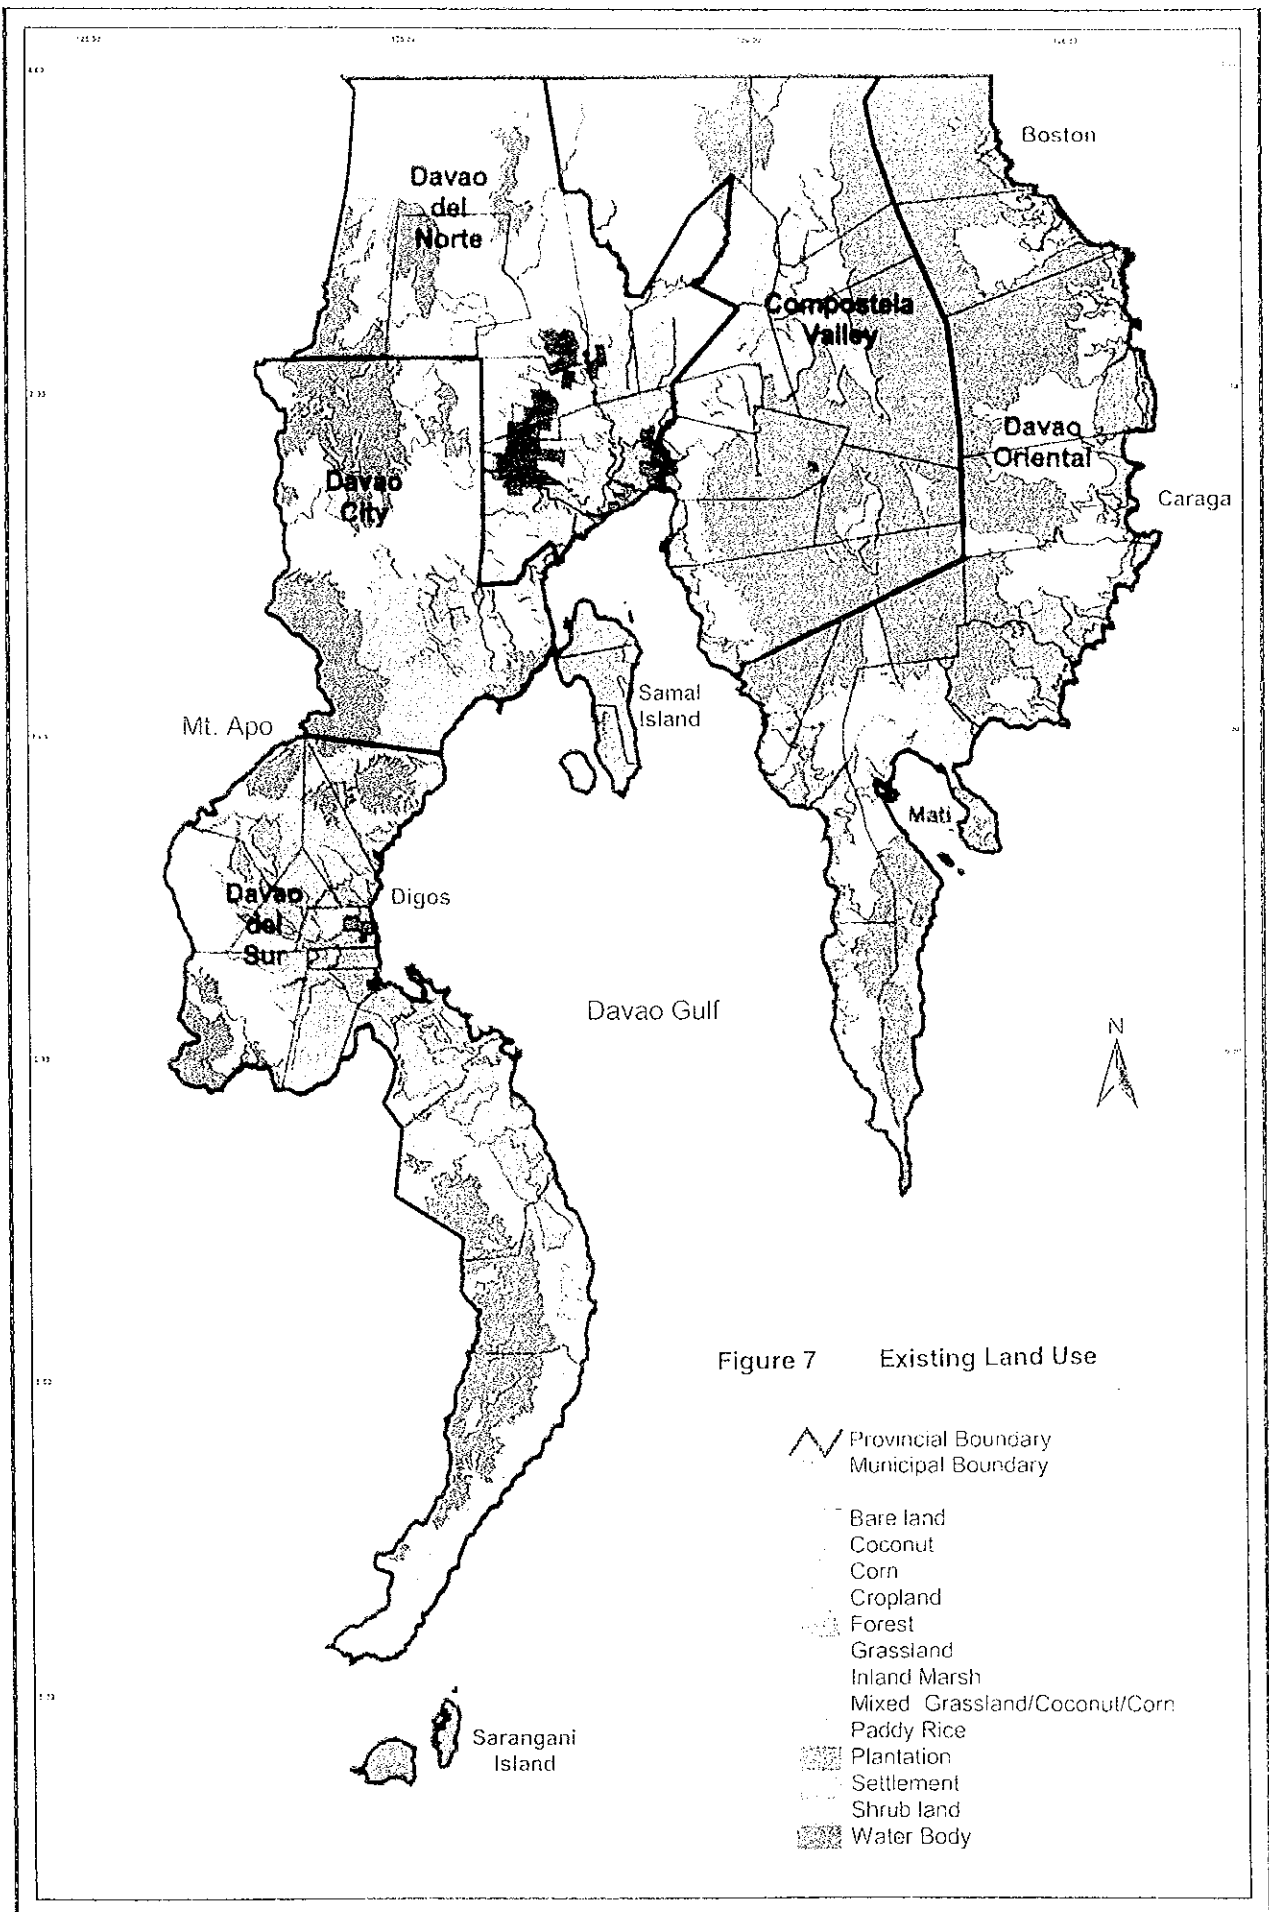 Boston
Davao
del
Norte
Compostela
Valley
Davao
Oriental
Davao
City
Caraga
Samal
Island
Mt. Apo
Mati
Davao
del
Sur
Digos
Davao Gulf
N
Figure 7 Existing Land Use
Provincial Boundary
Municipal Boundary
Bare land
Coconut
Corn
Cropland
Forest
Grassland
Inland Marsh
Mixed Grassland/Coconut/Corn
Paddy Rice
Plantation
Settlement
Shrub land
Water Body
Sarangani
Island